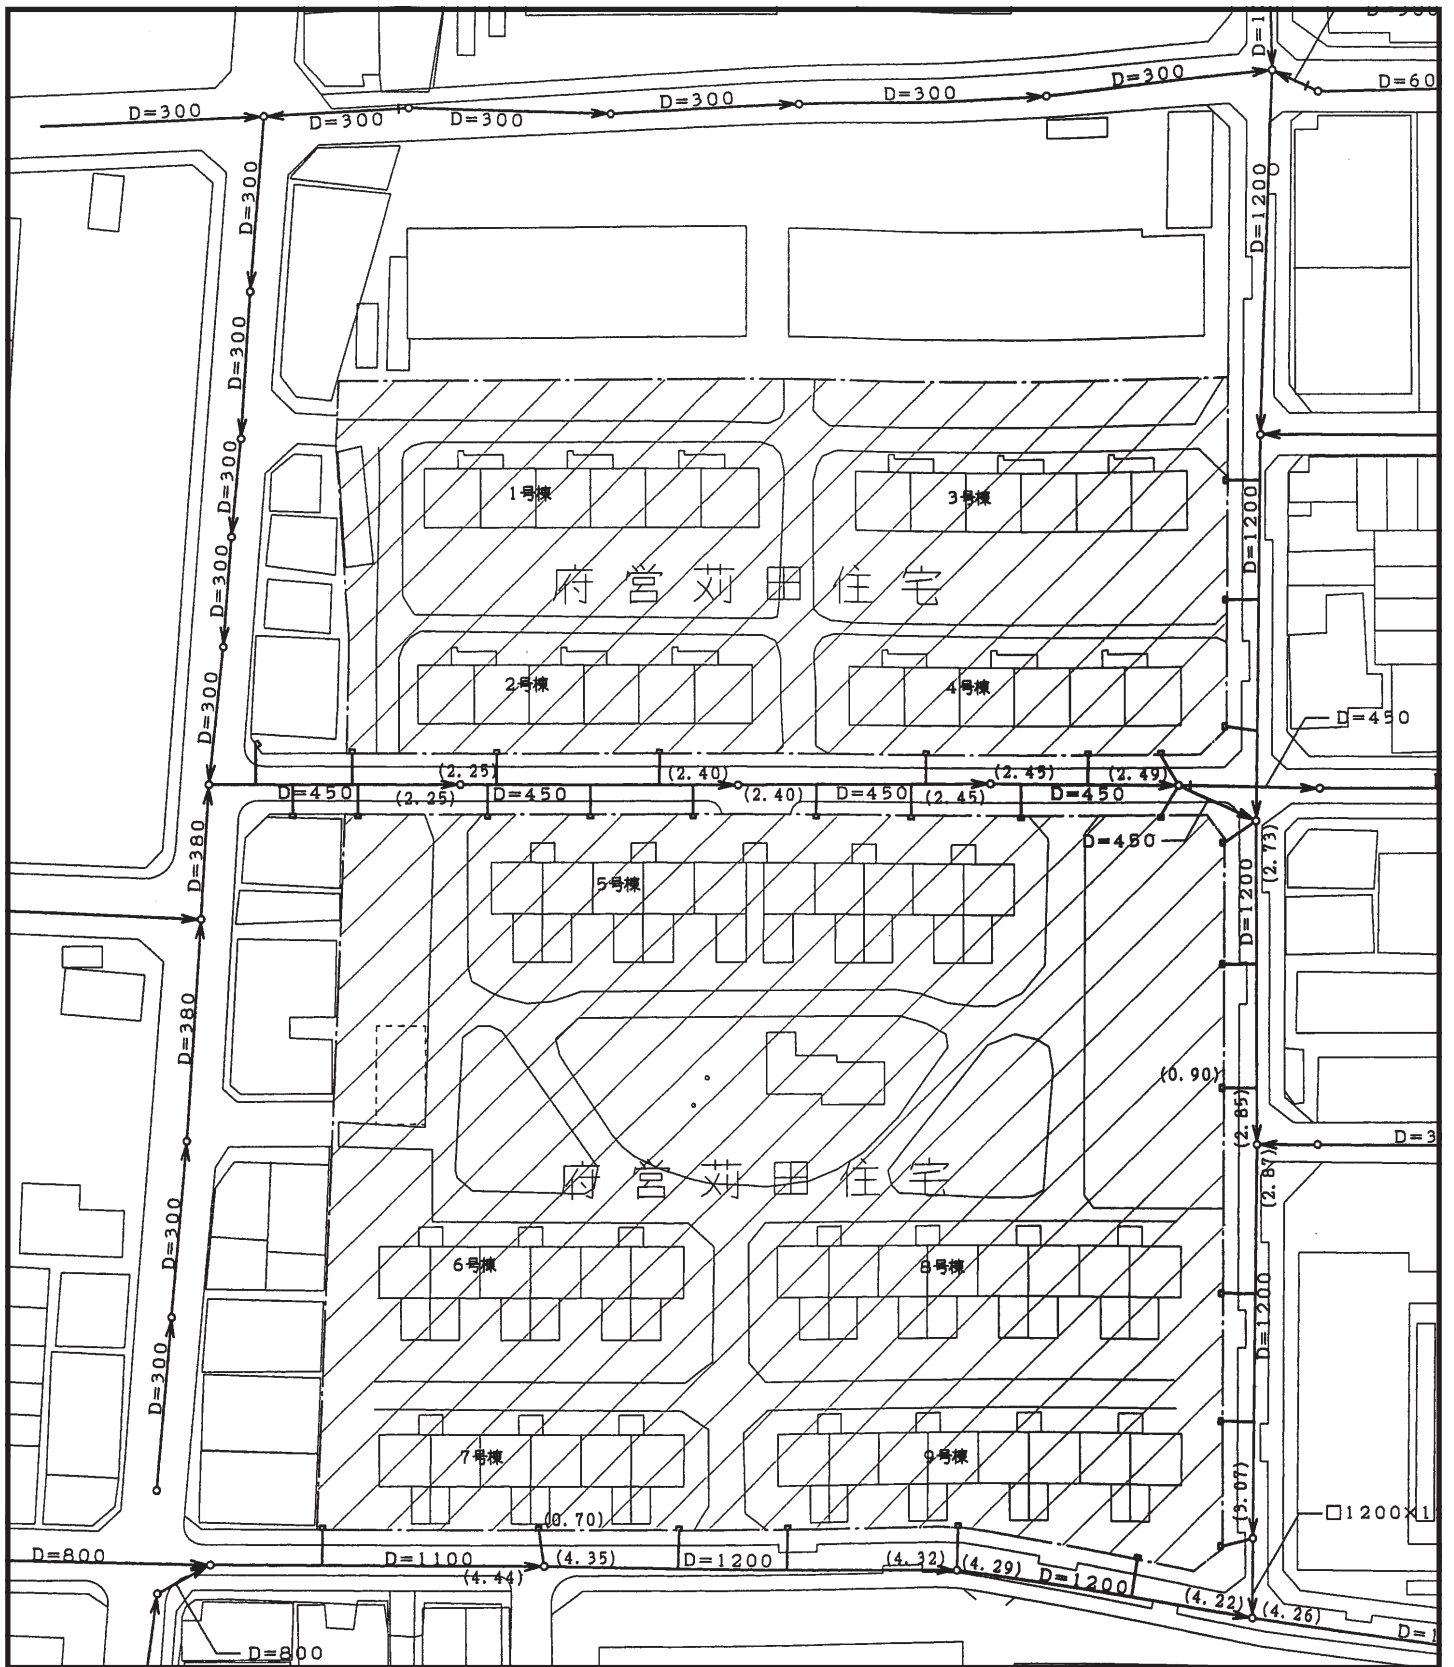 D=300
D=60
D=300
D=300
D=300
D=300
D=300
D=300
D=1200
D=300
D=300
1号棟
3号棟
D=1200
D=300
府営苅田住宅
D=300
2号棟
4号棟
D=450
(2.25)
(2.40)
(2.45)
(2.49)
D=450
(2.25)
D=450
(2.40)
D=450
(2.45)
D=450
D=450
D=380
(2.73)
5号棟
D=1200
D=380
(0.90)
(2.85)
D=3
(2.87)
府営苅田住宅
D=300
6号棟
8号棟
D=1200
D=300
7号棟
9号棟
(3.07)
(0.70)
□1200×1
D=800
D=1100
(4.35)
D=1200
(4.32)
(4.29)
(4.44)
D=1200
(4.22)
(4.26)
D=1
D=800